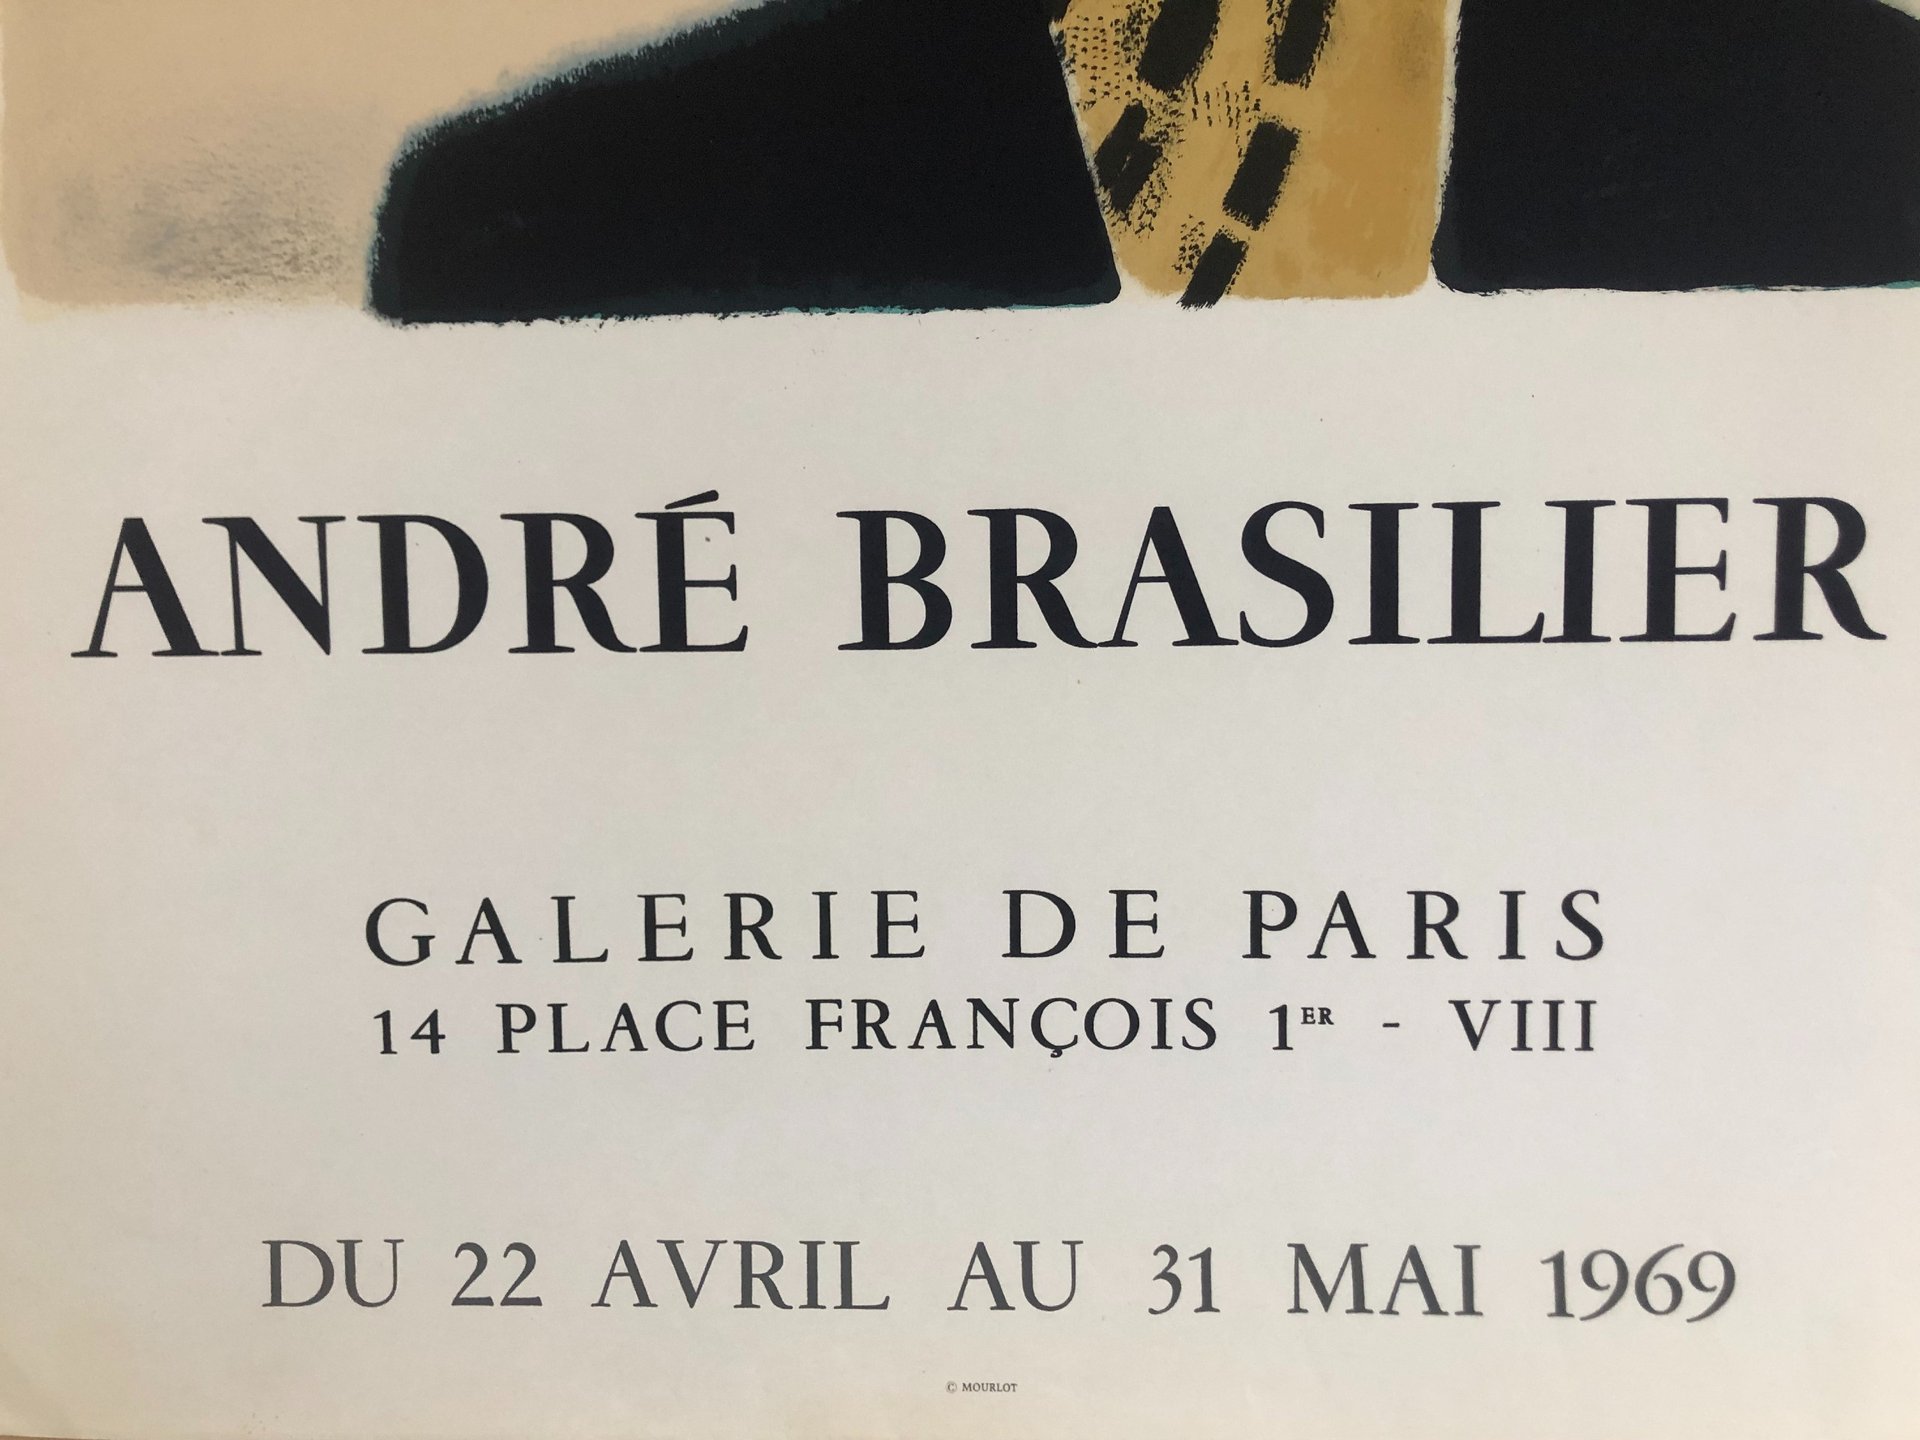 ANDRÉ BRASILIER
GALERIE DE PARIS
14 PLACE FRANÇOIS 1ER - VIII
DU 22 AVRIL AU 31 MAI 1969
© MOURLOT